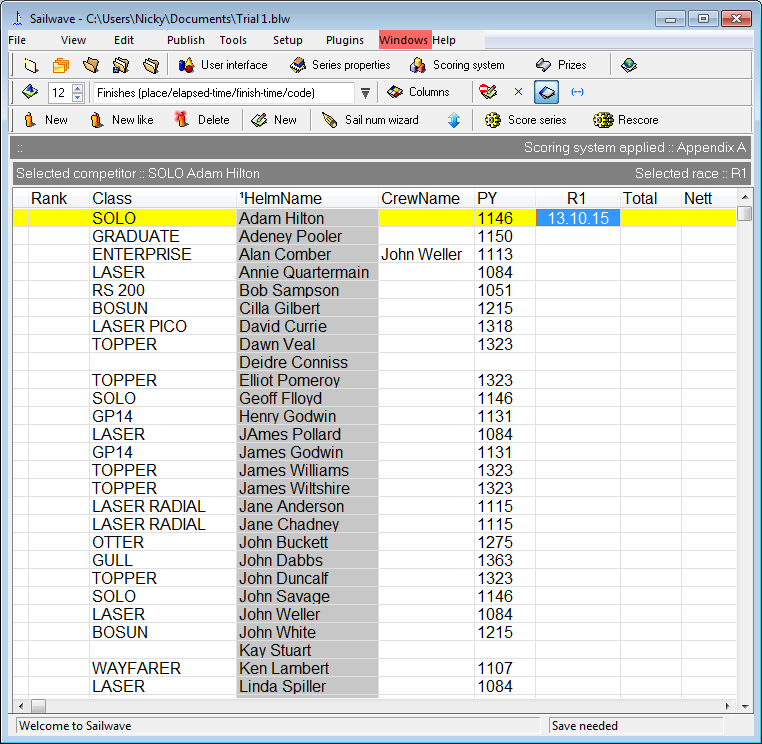 Sailwave - C:\Users\Nicky\Documents\Trial 1.blw
File View Edit Publish Tools Setup Plugins Windows Help
User interface Series properties Scoring system Prizes
12 Finishes (place/elapsed-time/finish-time/code) Columns
New New like Delete New Sail num wizard Score series Rescore
:: Scoring system applied :: Appendix A
Selected competitor :: SOLO Adam Hilton Selected race :: R1
Rank Class ¹HelmName CrewName PY R1 Total Nett
SOLO Adam Hilton 1146 13.10.15
GRADUATE Adeney Pooler 1150
ENTERPRISE Alan Comber John Weller 1113
LASER Annie Quartermain 1084
RS 200 Bob Sampson 1051
BOSUN Cilla Gilbert 1215
LASER PICO David Currie 1318
TOPPER Dawn Veal 1323
Deidre Conniss
TOPPER Elliot Pomeroy 1323
SOLO Geoff Flloyd 1146
GP14 Henry Godwin 1131
LASER JAmes Pollard 1084
GP14 James Godwin 1131
TOPPER James Williams 1323
TOPPER James Wiltshire 1323
LASER RADIAL Jane Anderson 1115
LASER RADIAL Jane Chadney 1115
OTTER John Buckett 1275
GULL John Dabbs 1363
TOPPER John Duncalf 1323
SOLO John Savage 1146
LASER John Weller 1084
BOSUN John White 1215
Kay Stuart
WAYFARER Ken Lambert 1107
LASER Linda Spiller 1084
Welcome to Sailwave Save needed